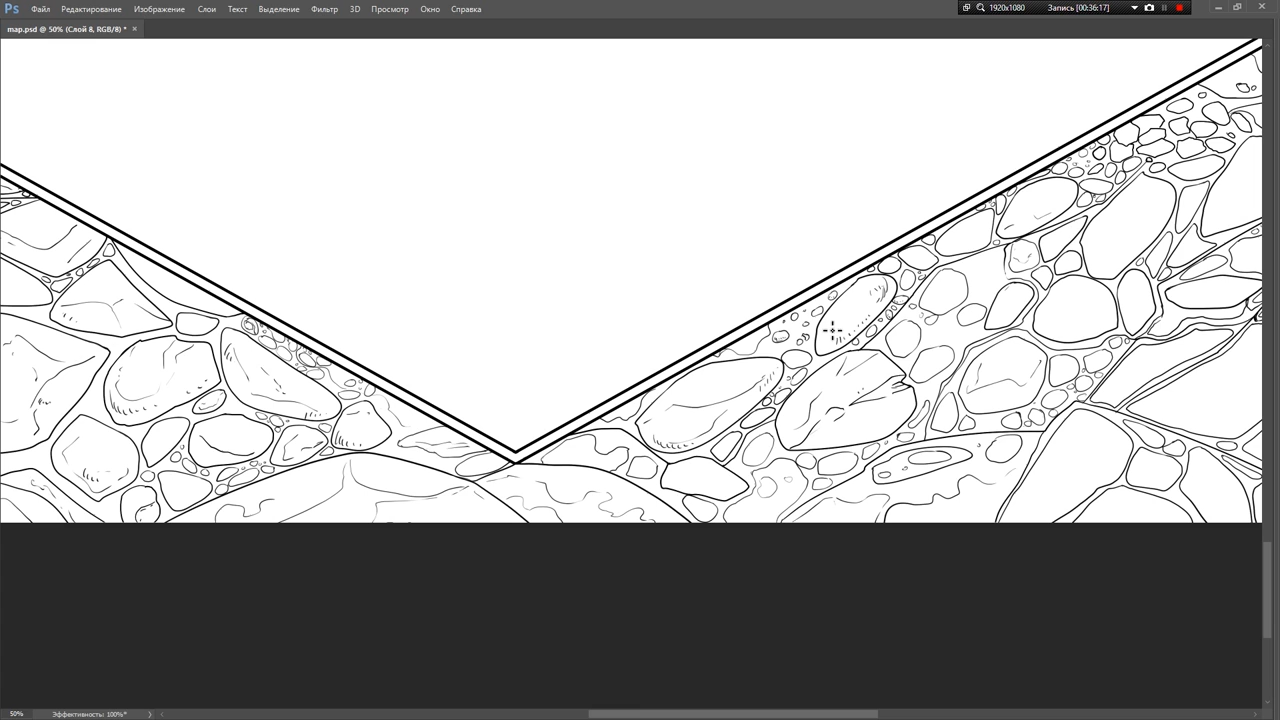 Ps Файл Редактирование Изображение Слои Текст Выделение Фильтр 3D Просмотр Окно Справка 1920x1080 Запись [00:36:17]
map.psd @ 50% (Слой 8, RGB/8) * ×
50% Эффективность: 100%*